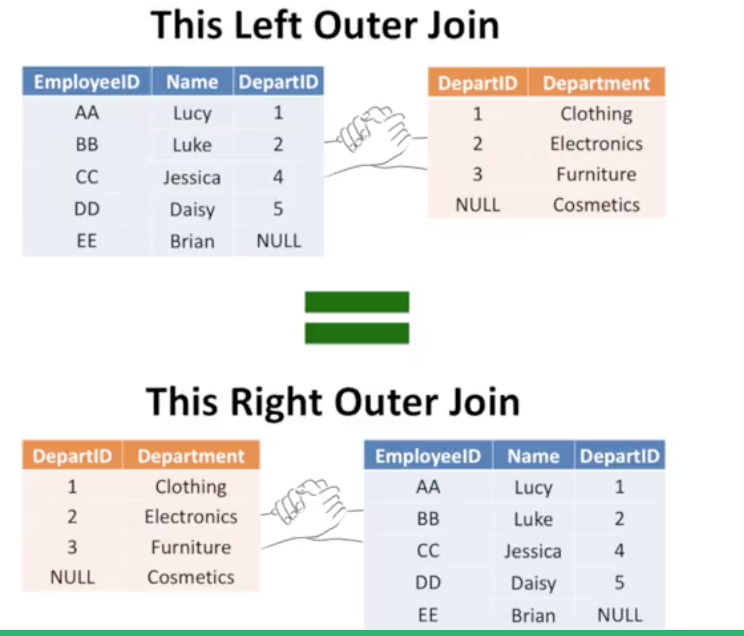 This Left Outer Join
EmployeeID Name DepartID
AA Lucy 1
BB Luke 2
CC Jessica 4
DD Daisy 5
EE Brian NULL
DepartID Department
1 Clothing
2 Electronics
3 Furniture
NULL Cosmetics
This Right Outer Join
DepartID Department
1 Clothing
2 Electronics
3 Furniture
NULL Cosmetics
EmployeeID Name DepartID
AA Lucy 1
BB Luke 2
CC Jessica 4
DD Daisy 5
EE Brian NULL